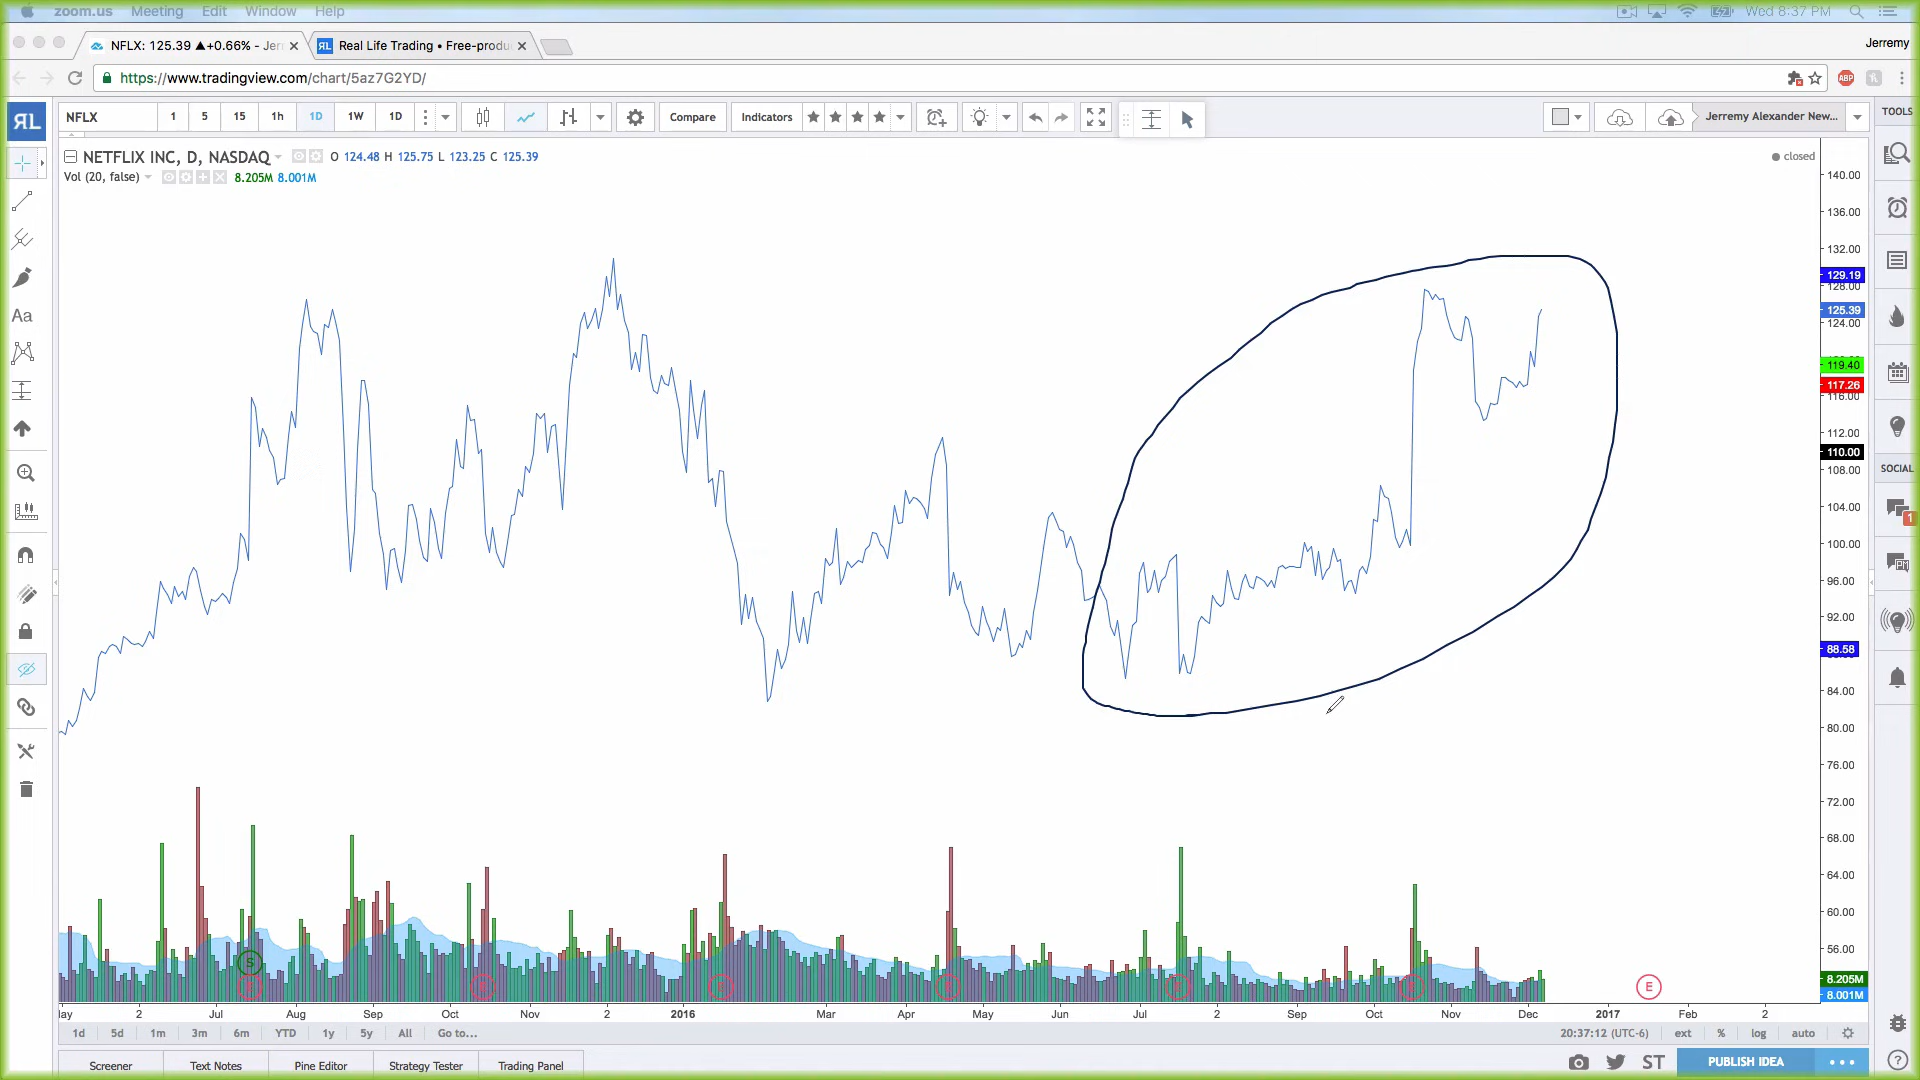 zoom.us Meeting Edit Window Help Wed 8:37 PM
NFLX: 125.39 ▲+0.66% - Jer
Real Life Trading • Free-produ
Jerremy
https://www.tradingview.com/chart/5az7G2YD/
ABP
RL
NFLX 1 5 15 1h 1D 1W 1D Compare Indicators Jerremy Alexander New...
TOOLS
NETFLIX INC, D, NASDAQ O 124.48 H 125.75 L 123.25 C 125.39
closed
Vol (20, false) 8.205M 8.001M
140.00
136.00
132.00
129.19
128.00
125.39
124.00
119.40
117.26
116.00
112.00
110.00
108.00
104.00
100.00
96.00
92.00
88.58
84.00
80.00
76.00
72.00
68.00
64.00
60.00
56.00
8.205M
8.001M
Aa
SOCIAL
1
S
E
2 Jul Aug Sep Oct Nov 2 2016 Mar Apr May Jun Jul 2 Sep Oct Nov Dec 2017 Feb 2
1d 5d 1m 3m 6m YTD 1y 5y All Go to... 20:37:12 (UTC-6) ext % log auto
Screener Text Notes Pine Editor Strategy Tester Trading Panel ST PUBLISH IDEA